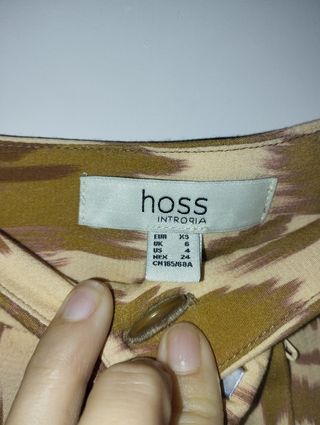 hoss
INTROPIA
EUR XS
UK 6
US 4
MEX 24
CN 165/68A